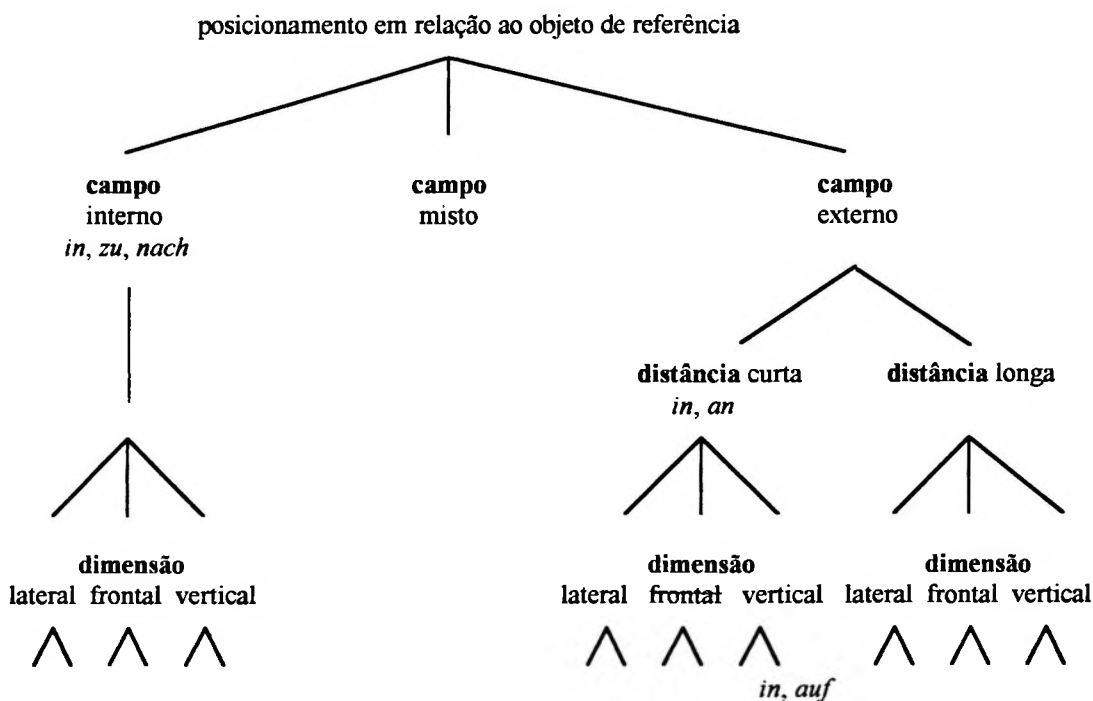 posicionamento em relação ao objeto de referência
campo campo campo
interno misto externo
in, zu, nach
distância curta distância longa
in, an
dimensão dimensão dimensão
lateral frontal vertical lateral frontal vertical lateral frontal vertical
in, auf